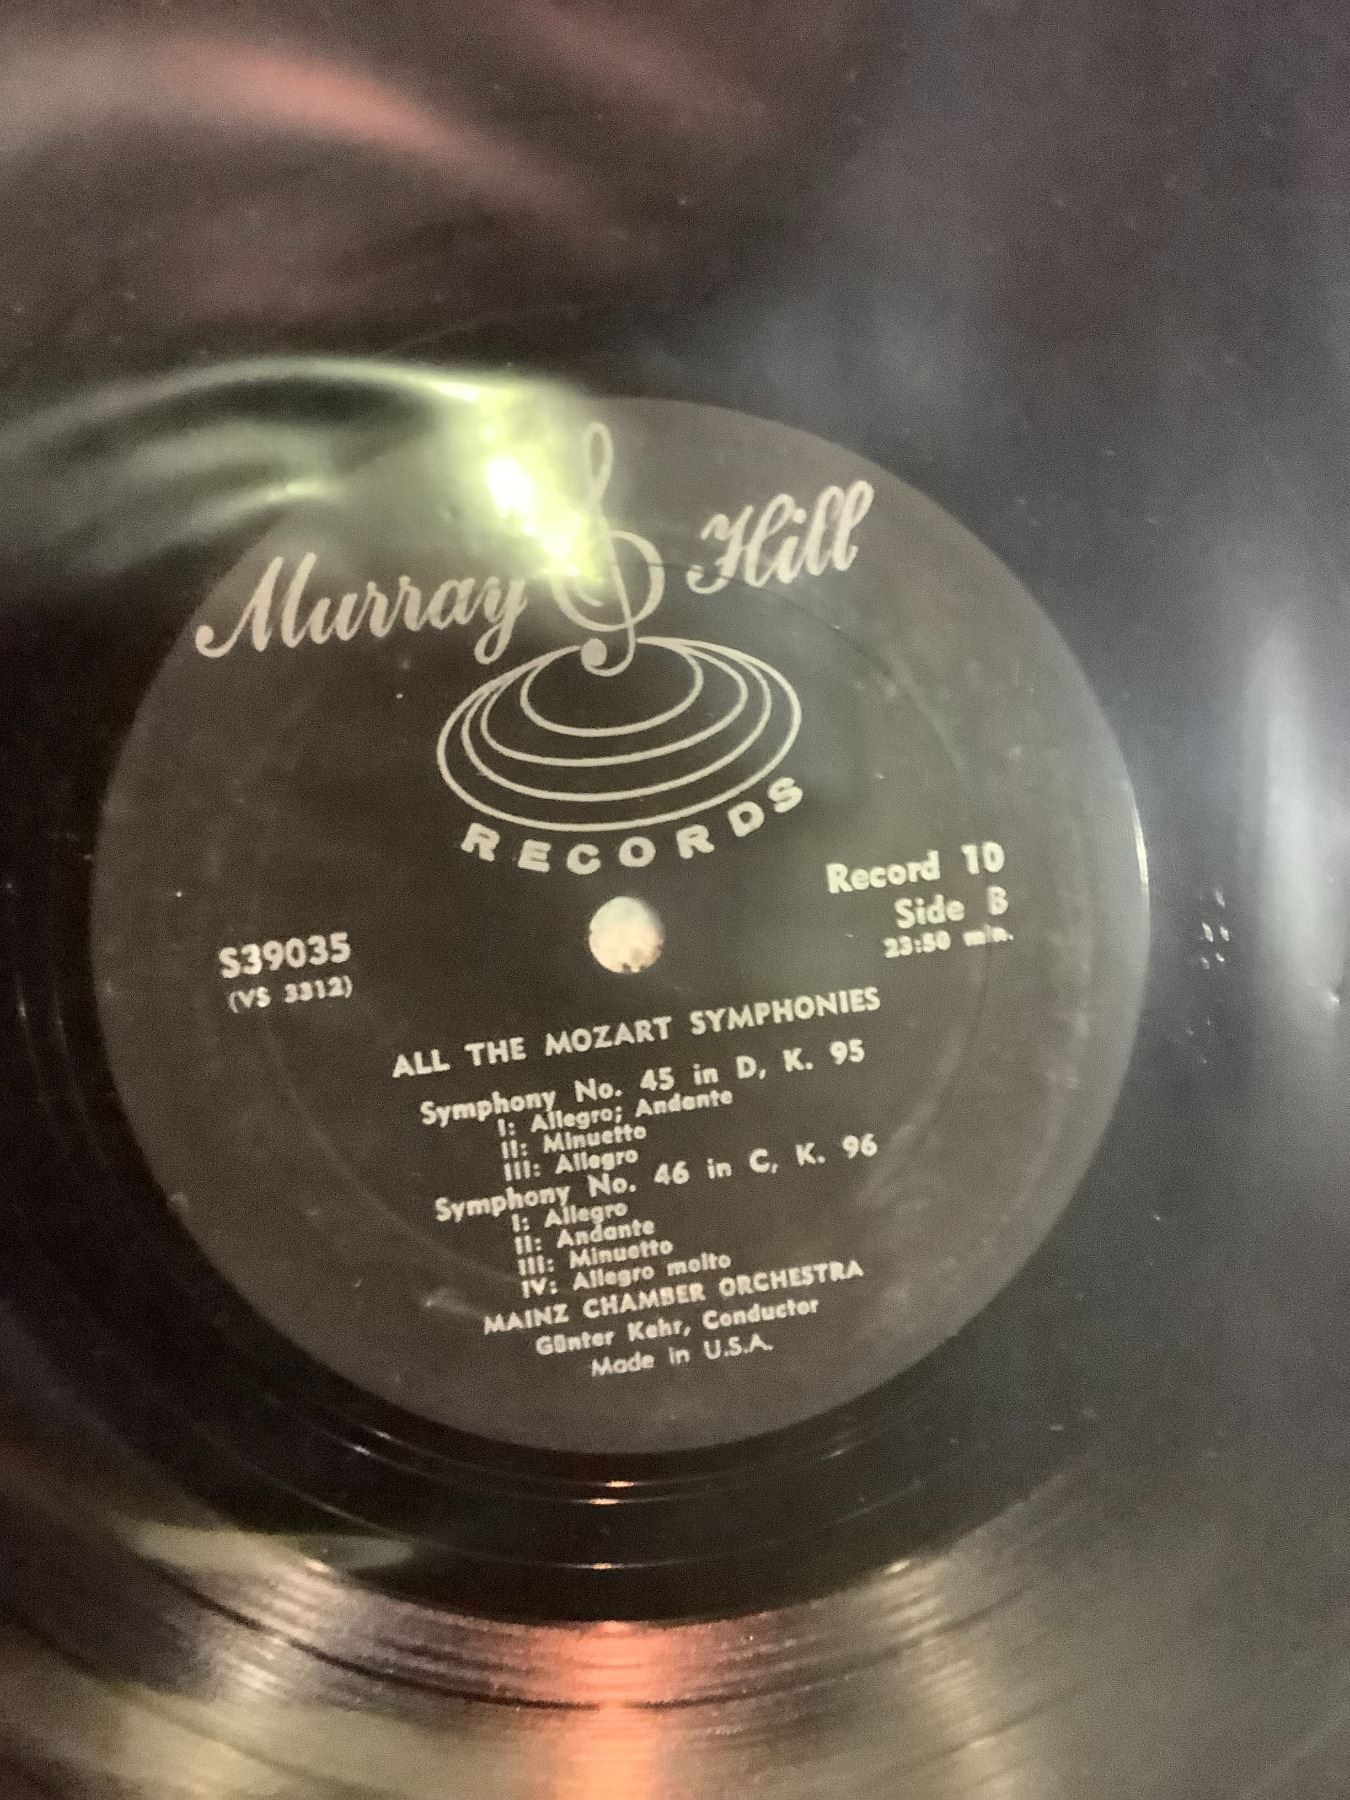 Murray Hill
RECORDS
Record 10
Side B
23:50 min.
S39035
(VS 3312)
ALL THE MOZART SYMPHONIES
Symphony No. 45 in D, K. 95
I: Allegro; Andante
II: Minuetto
III: Allegro
Symphony No. 46 in C, K. 96
I: Allegro
II: Andante
III: Minuetto
IV: Allegro molto
MAINZ CHAMBER ORCHESTRA
Günter Kehr, Conductor
Made in U.S.A.